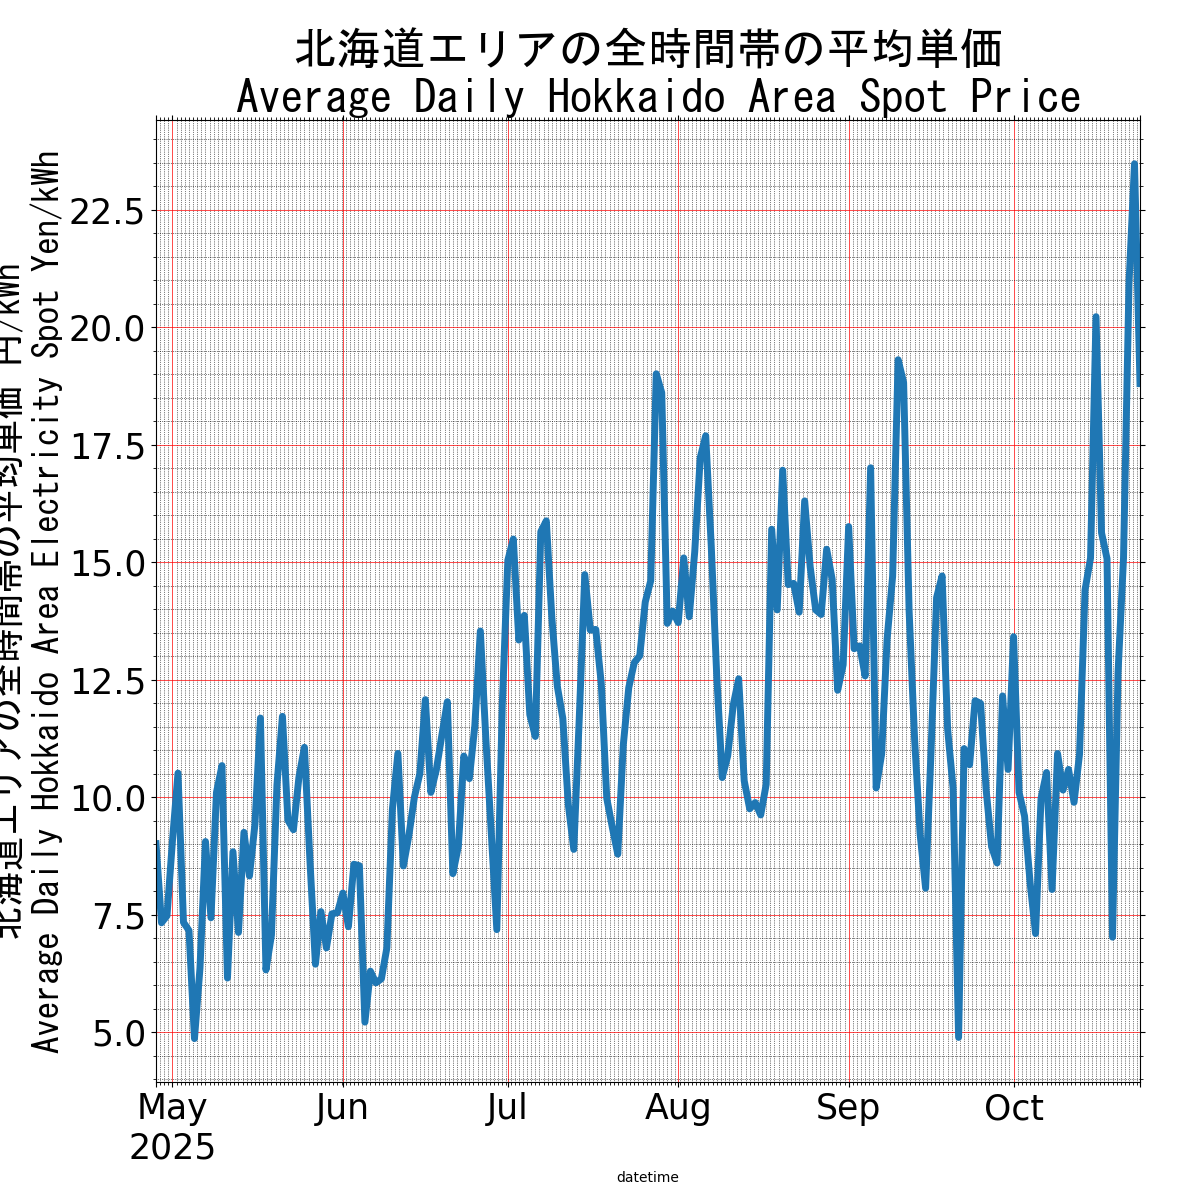 北海道エリアの全時間帯の平均単価
Average Daily Hokkaido Area Spot Price
北海道エリアの全時間帯の平均単価 円/kWh
Average Daily Hokkaido Area Electricity Spot Yen/kWh
22.5
20.0
17.5
15.0
12.5
10.0
7.5
5.0
May Jun Jul Aug Sep Oct
2025
datetime